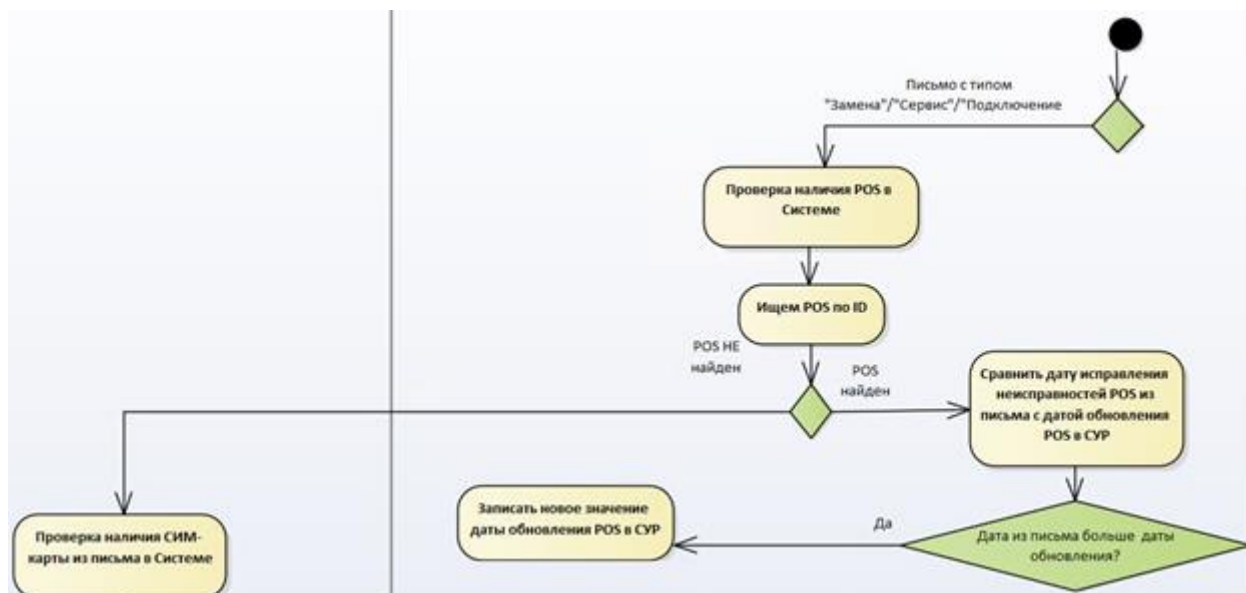 Письмо с типом
"Замена"/"Сервис"/"Подключение
Проверка наличия POS в
Системе
Ищем POS по ID
POS НЕ
найден
POS
найден
Сравнить дату исправления
неисправностей POS из
письма с датой обновления
POS в СУР
Записать новое значение
даты обновления POS в СУР
Да
Дата из письма больше даты
обновления?
Проверка наличия СИМ-
карты из письма в Системе